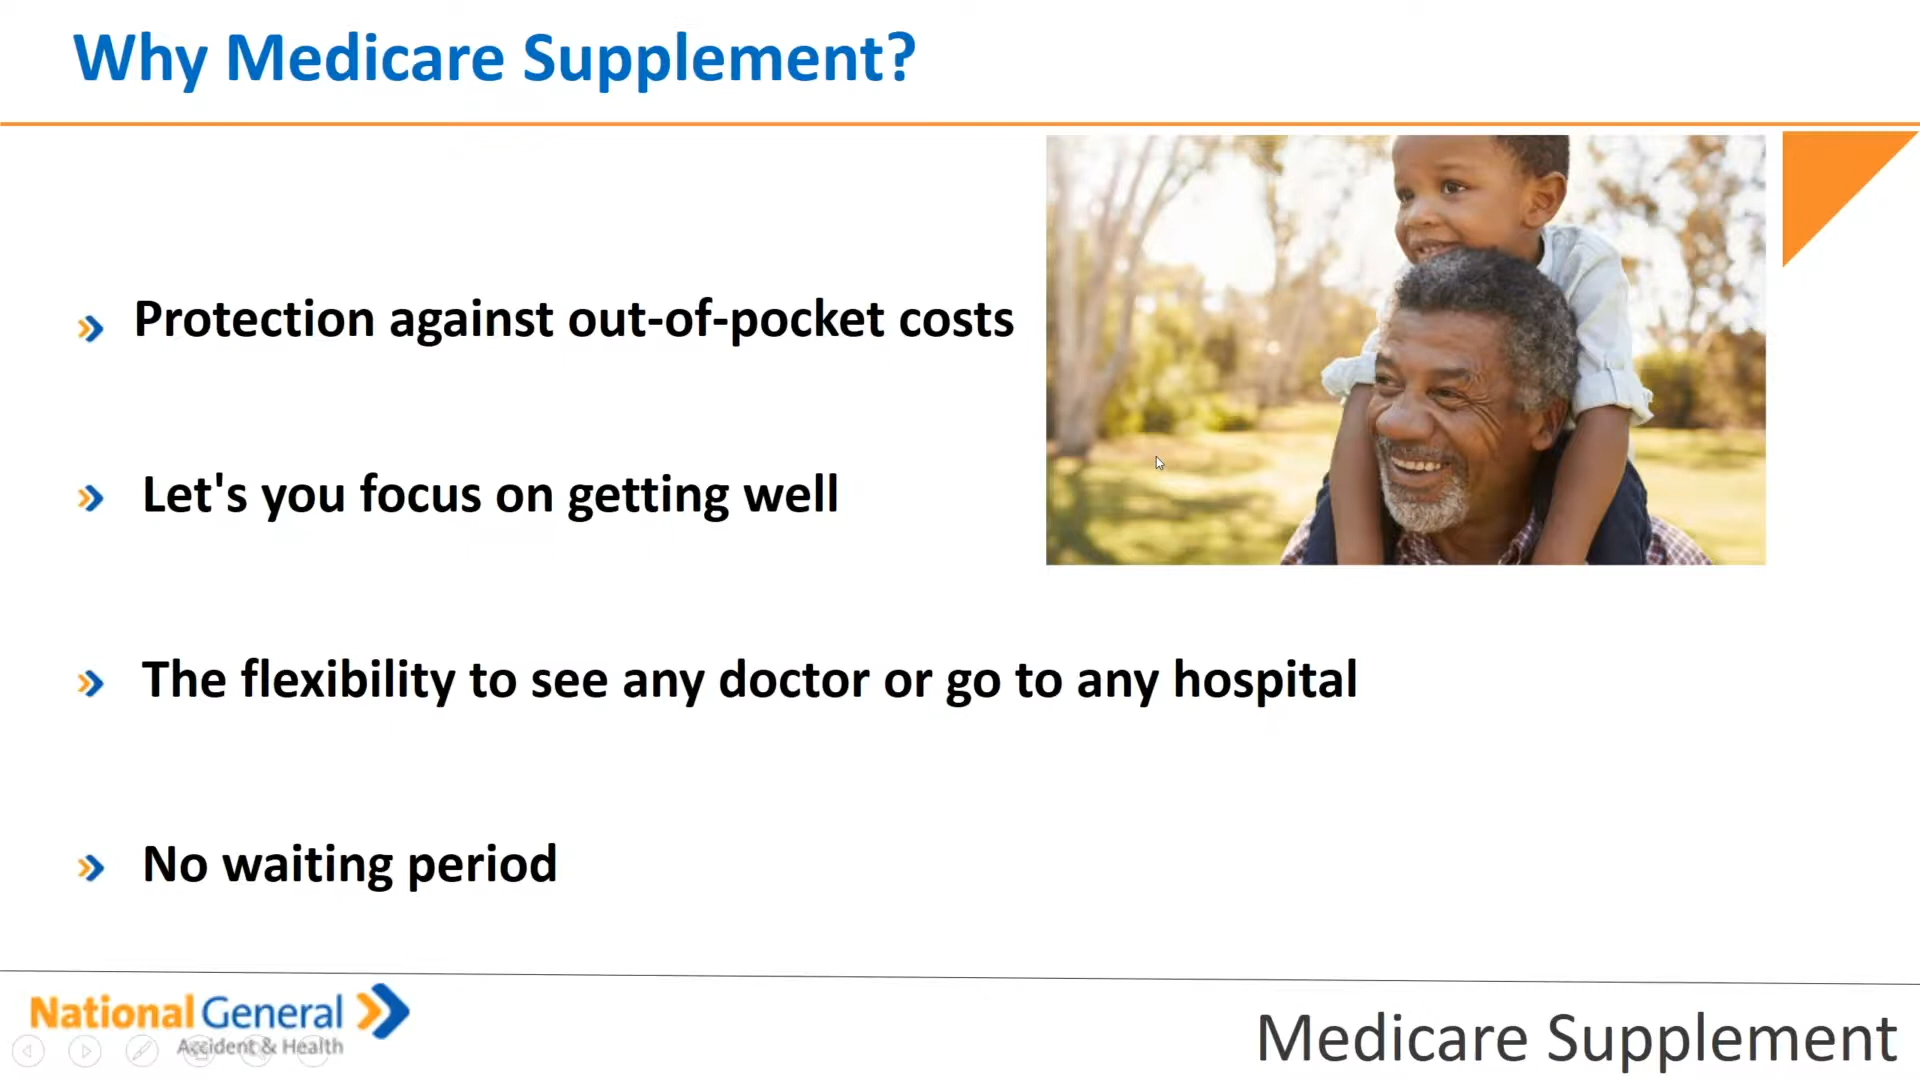 Why Medicare Supplement?
Protection against out-of-pocket costs
Let's you focus on getting well
The flexibility to see any doctor or go to any hospital
No waiting period
National General
Accident & Health
Medicare Supplement